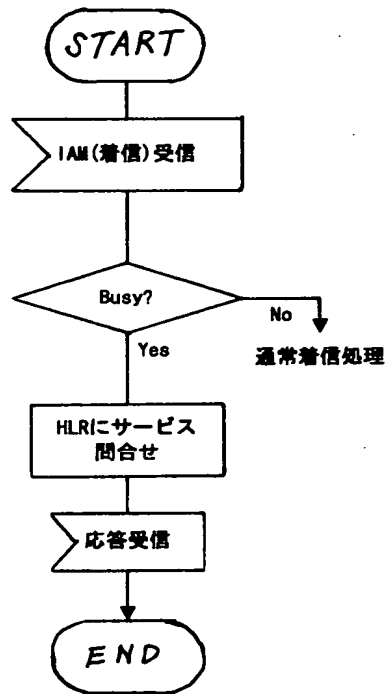 START
IAM(着信)受信
Busy?
No
Yes
通常着信処理
HLRにサービス
問合せ
応答受信
END